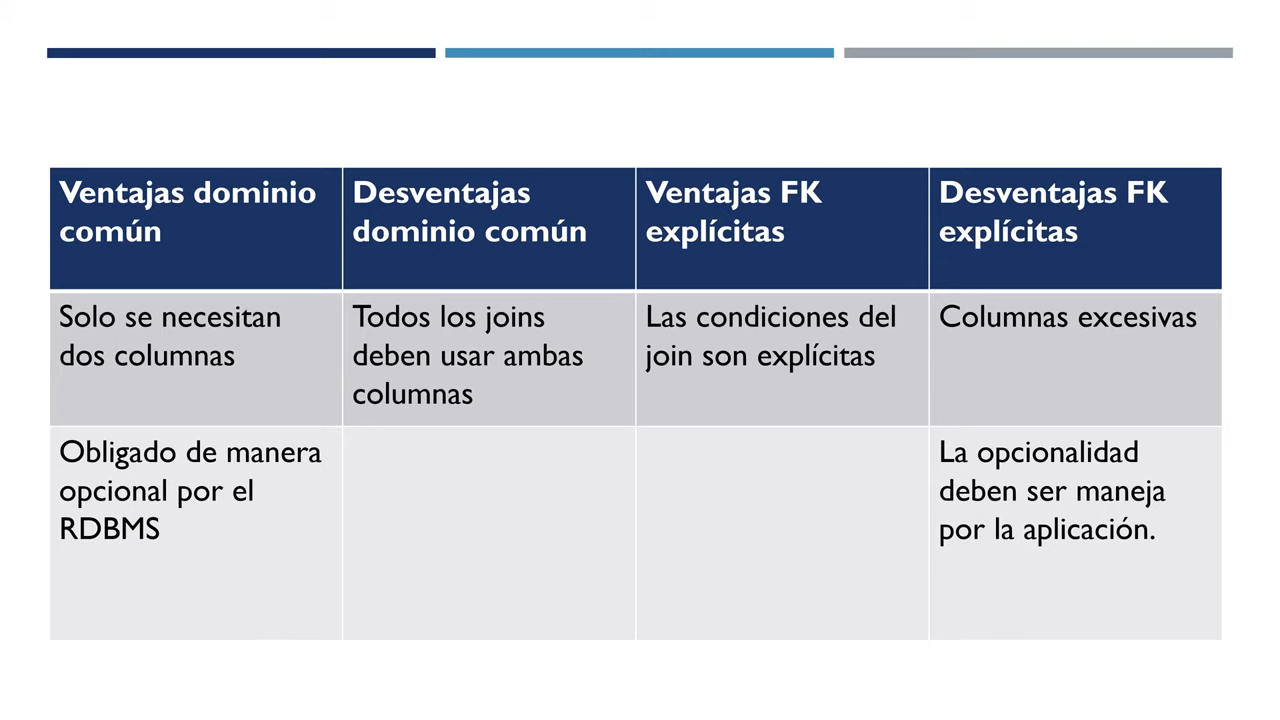 Ventajas dominio
común
Desventajas
dominio común
Ventajas FK
explícitas
Desventajas FK
explícitas
Solo se necesitan
dos columnas
Todos los joins
deben usar ambas
columnas
Las condiciones del
join son explícitas
Columnas excesivas
Obligado de manera
opcional por el
RDBMS
La opcionalidad
deben ser maneja
por la aplicación.